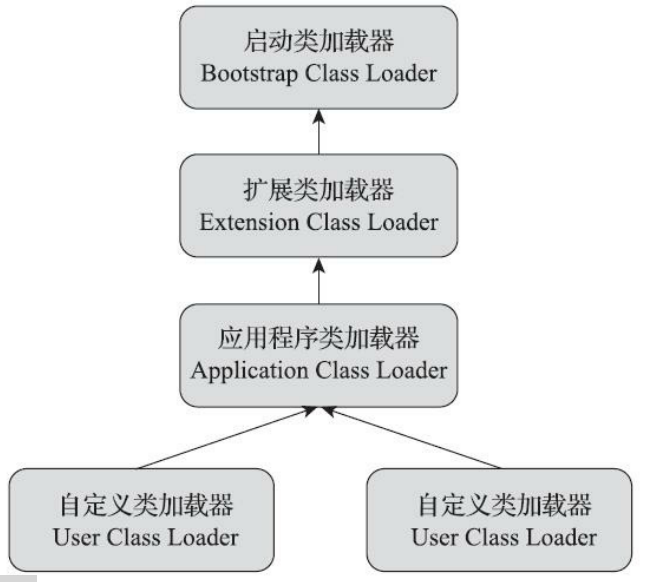 启动类加载器
Bootstrap Class Loader
扩展类加载器
Extension Class Loader
应用程序类加载器
Application Class Loader
自定义类加载器
User Class Loader
自定义类加载器
User Class Loader